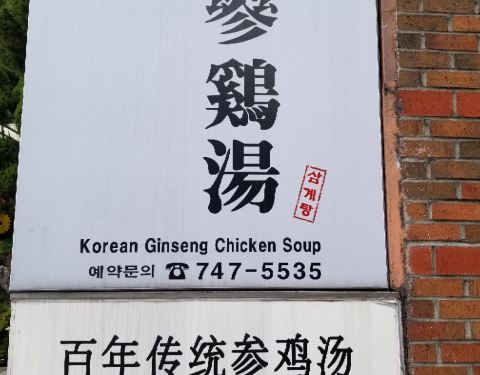 蔘
鷄
湯
삼계탕
Korean Ginseng Chicken Soup
예약문의 ☎ 747-5535
百年传统参鸡汤